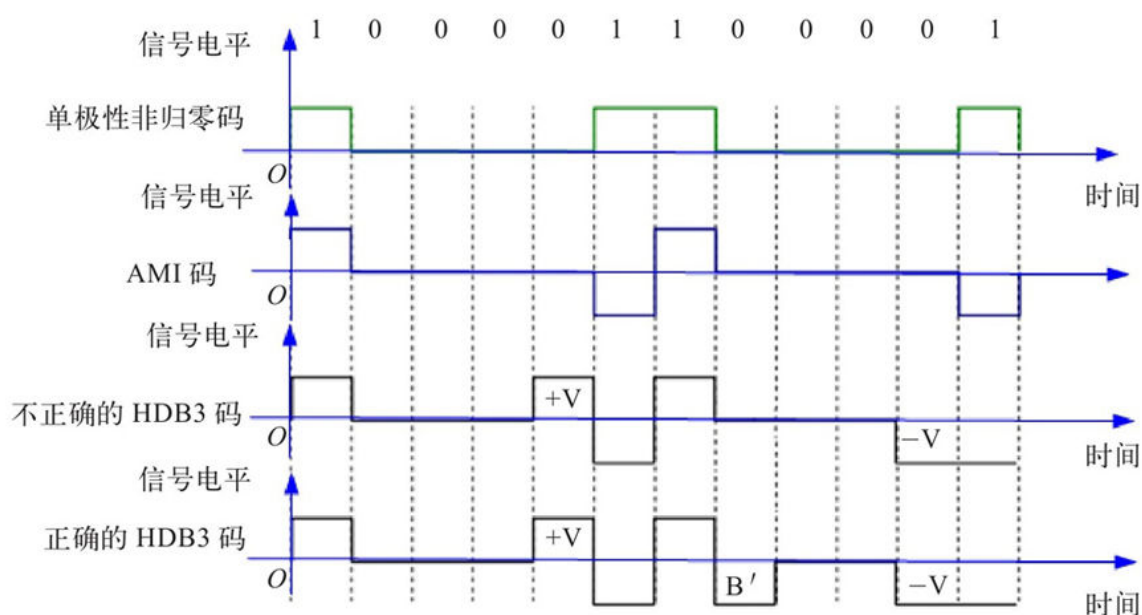 1 0 0 0 0 1 1 0 0 0 0 1
信号电平
单极性非归零码
O
时间
信号电平
AMI 码
O
信号电平
+V
不正确的 HDB3 码
O
−V
时间
信号电平
+V
正确的 HDB3 码
O
B′
−V
时间